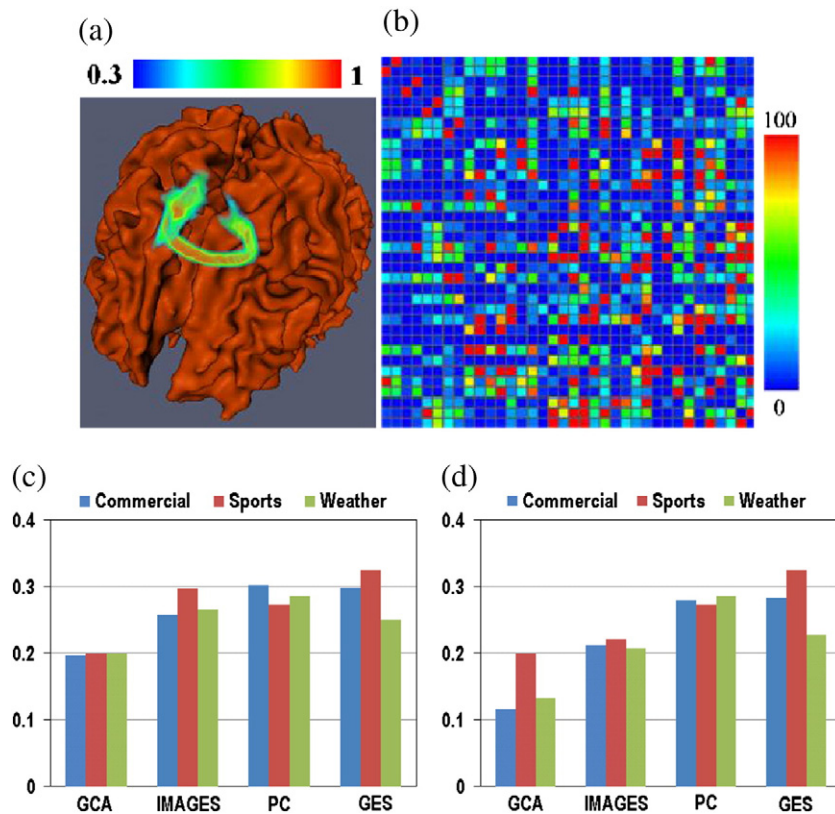 (a)
(b)
0.3
1
100
0
(c)
(d)
Commercial Sports Weather
0.4
0.3
0.2
0.1
0
GCA IMAGES PC GES
Commercial Sports Weather
0.4
0.3
0.2
0.1
0
GCA IMAGES PC GES